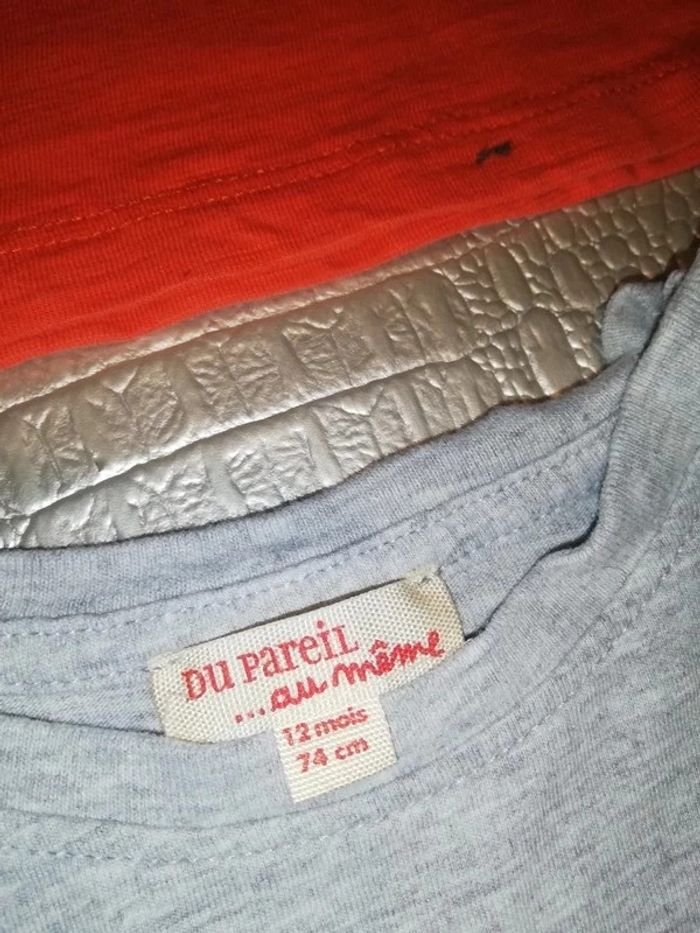 DU PAREIL
...au même
12 mois
74 cm